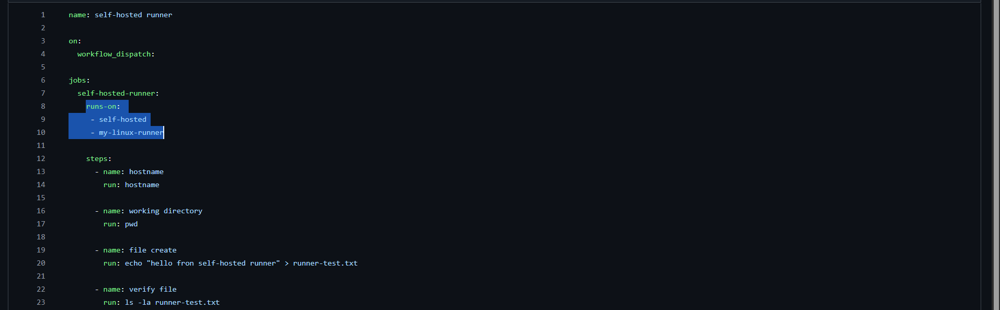 1 name: self-hosted runner
2
3 on:
4   workflow_dispatch:
5
6 jobs:
7   self-hosted-runner:
8     runs-on:
9      - self-hosted
10      - my-linux-runner
11
12     steps:
13       - name: hostname
14         run: hostname
15
16       - name: working directory
17         run: pwd
18
19       - name: file create
20         run: echo "hello fron self-hosted runner" > runner-test.txt
21
22       - name: verify file
23         run: ls -la runner-test.txt